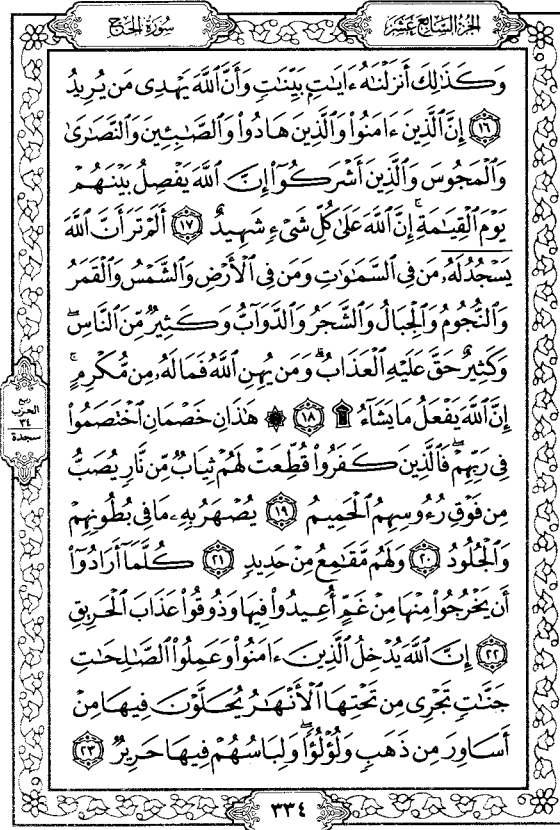 الجزء السابع عشر
سورة الحج
وَكَذَٰلِكَ أَنزَلْنَٰهُ ءَايَٰتٍۭ بَيِّنَٰتٍ وَأَنَّ ٱللَّهَ يَهْدِى مَن يُرِيدُ
﴿١٦﴾ إِنَّ ٱلَّذِينَ ءَامَنُوا۟ وَٱلَّذِينَ هَادُوا۟ وَٱلصَّٰبِـِٔينَ وَٱلنَّصَٰرَىٰ
وَٱلْمَجُوسَ وَٱلَّذِينَ أَشْرَكُوٓا۟ إِنَّ ٱللَّهَ يَفْصِلُ بَيْنَهُمْ
يَوْمَ ٱلْقِيَٰمَةِ ۚ إِنَّ ٱللَّهَ عَلَىٰ كُلِّ شَىْءٍ شَهِيدٌ ﴿١٧﴾ أَلَمْ تَرَ أَنَّ ٱللَّهَ
يَسْجُدُ لَهُۥ مَن فِى ٱلسَّمَٰوَٰتِ وَمَن فِى ٱلْأَرْضِ وَٱلشَّمْسُ وَٱلْقَمَرُ
وَٱلنُّجُومُ وَٱلْجِبَالُ وَٱلشَّجَرُ وَٱلدَّوَآبُّ وَكَثِيرٌ مِّنَ ٱلنَّاسِ ۖ
وَكَثِيرٌ حَقَّ عَلَيْهِ ٱلْعَذَابُ ۗ وَمَن يُهِنِ ٱللَّهُ فَمَا لَهُۥ مِن مُّكْرِمٍ ۚ
إِنَّ ٱللَّهَ يَفْعَلُ مَا يَشَآءُ ۩ ﴿١٨﴾ ۞ هَٰذَانِ خَصْمَانِ ٱخْتَصَمُوا۟
فِى رَبِّهِمْ ۖ فَٱلَّذِينَ كَفَرُوا۟ قُطِّعَتْ لَهُمْ ثِيَابٌ مِّن نَّارٍ يُصَبُّ
مِن فَوْقِ رُءُوسِهِمُ ٱلْحَمِيمُ ﴿١٩﴾ يُصْهَرُ بِهِۦ مَا فِى بُطُونِهِمْ
وَٱلْجُلُودُ ﴿٢٠﴾ وَلَهُم مَّقَٰمِعُ مِنْ حَدِيدٍ ﴿٢١﴾ كُلَّمَآ أَرَادُوٓا۟
أَن يَخْرُجُوا۟ مِنْهَا مِنْ غَمٍّ أُعِيدُوا۟ فِيهَا وَذُوقُوا۟ عَذَابَ ٱلْحَرِيقِ
﴿٢٢﴾ إِنَّ ٱللَّهَ يُدْخِلُ ٱلَّذِينَ ءَامَنُوا۟ وَعَمِلُوا۟ ٱلصَّٰلِحَٰتِ
جَنَّٰتٍ تَجْرِى مِن تَحْتِهَا ٱلْأَنْهَٰرُ يُحَلَّوْنَ فِيهَا مِنْ
أَسَاوِرَ مِن ذَهَبٍ وَلُؤْلُؤًا ۖ وَلِبَاسُهُمْ فِيهَا حَرِيرٌ ﴿٢٣﴾
ربع
الحزب
٣٤
سجدة
٣٣٤